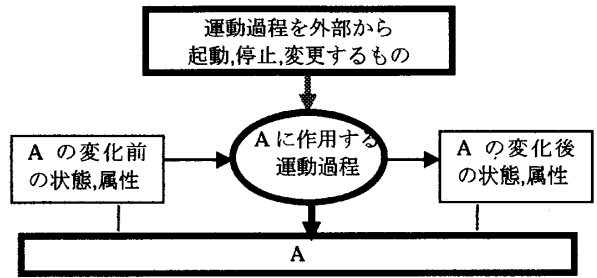 運動過程を外部から
起動,停止,変更するもの
Aに作用する
運動過程
A の変化前
の状態,属性
A の変化後
の状態,属性
A